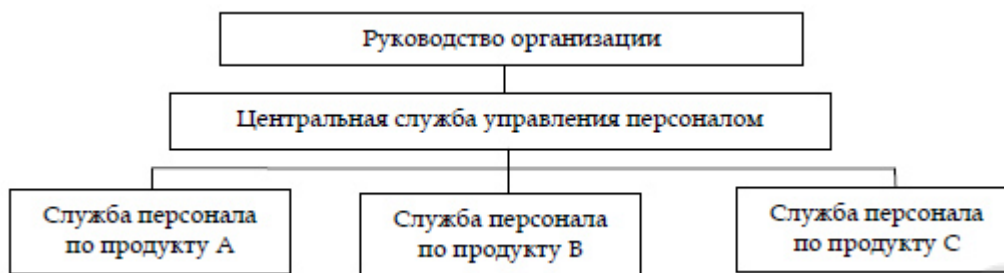 Руководство организации
Центральная служба управления персоналом
Служба персонала
по продукту А
Служба персонала
по продукту В
Служба персонала
по продукту С